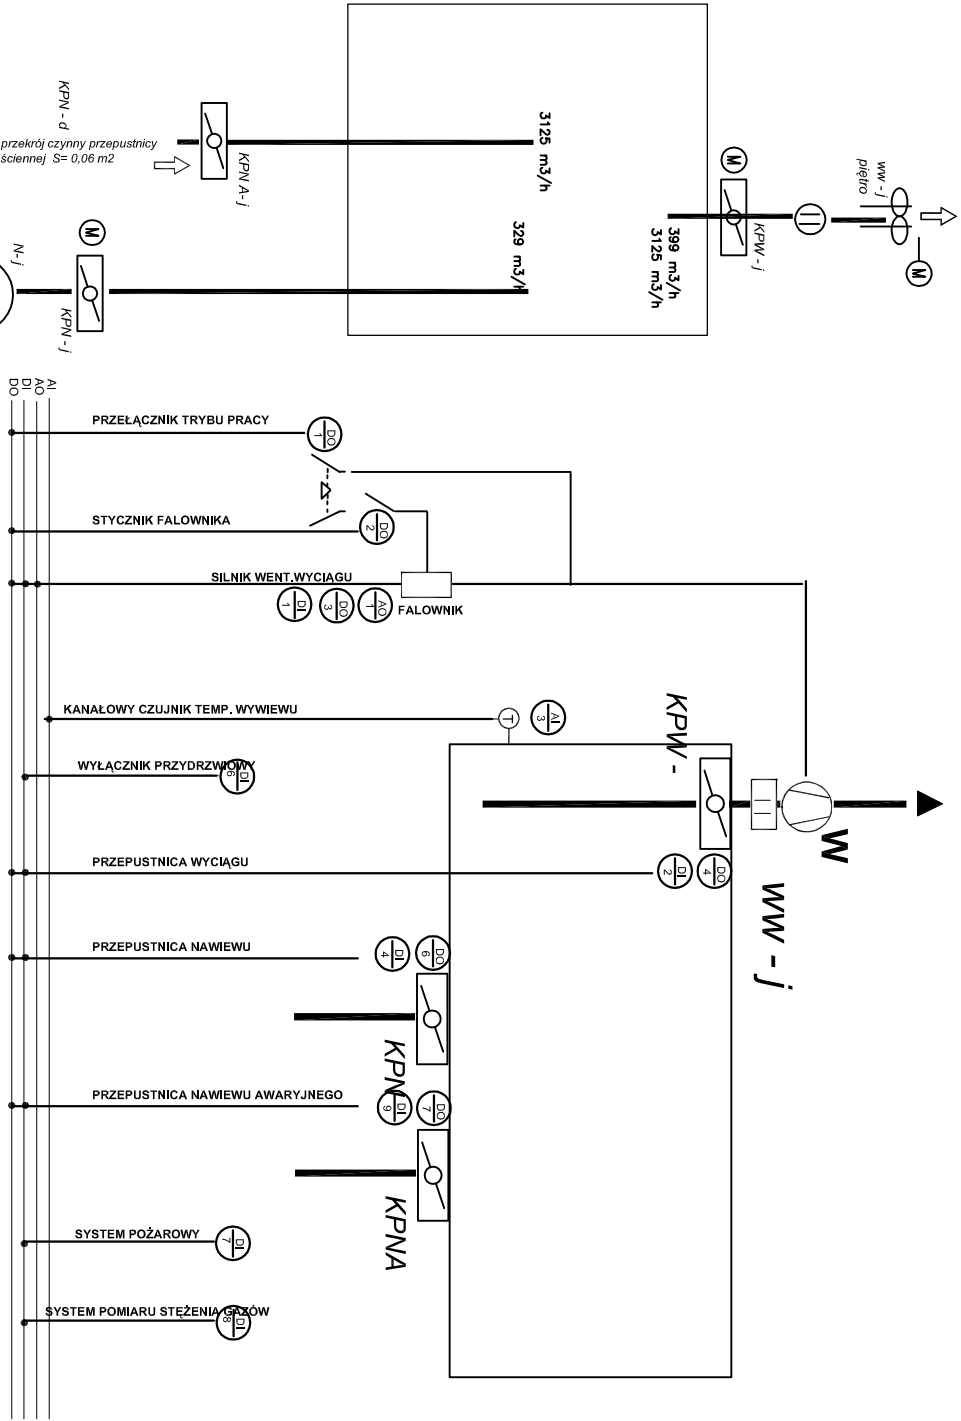 KPN - d
przekrój czynny przepustnicy
ściennej S= 0,06 m2
KPN A- j
3125 m3/h
329 m3/h
399 m3/h
3125 m3/h
M
KPW - j
ww - j
piętro
M
M
N- j
KPN - j
AI
AO
DI
DO
PRZEŁĄCZNIK TRYBU PRACY
DO
1
STYCZNIK FALOWNIKA
DO
2
SILNIK WENT.WYCIĄGU
DI
1
DO
3
AO
1
FALOWNIK
KANAŁOWY CZUJNIK TEMP. WYWIEWU
T
AI
3
WYŁĄCZNIK PRZYDRZWIOWY
DI
6
KPW -
W
ww - j
PRZEPUSTNICA WYCIĄGU
DI
2
DO
4
PRZEPUSTNICA NAWIEWU
DI
4
DO
6
KPN
PRZEPUSTNICA NAWIEWU AWARYJNEGO
DI
9
DO
7
KPNA
SYSTEM POŻAROWY
DI
7
SYSTEM POMIARU STĘŻENIA GAZÓW
DI
8